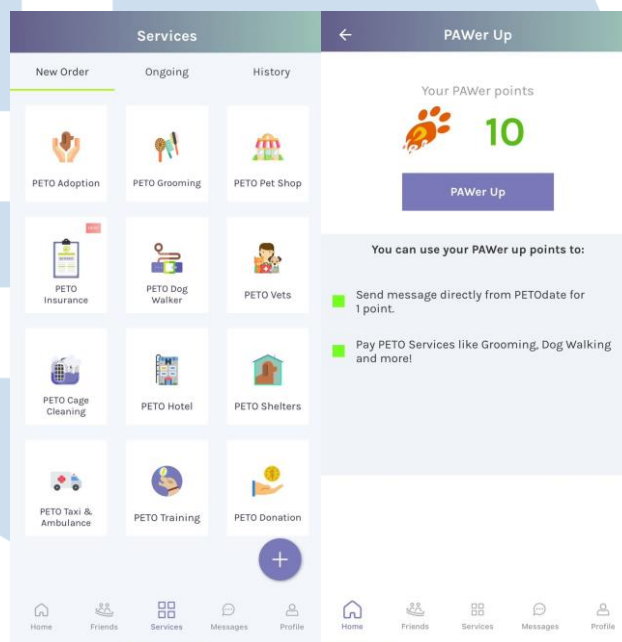 Services
New Order
Ongoing
History
PETO Adoption
PETO Grooming
PETO Pet Shop
PETO
Insurance
PETO Dog
Walker
PETO Vets
PETO Cage
Cleaning
PETO Hotel
PETO Shelters
PETO Taxi &
Ambulance
PETO Training
PETO Donation
+
Home
Friends
Services
Messages
Profile
PAWer Up
Your PAWer points
10
PAWer Up
You can use your PAWer up points to:
Send message directly from PETOdate for
1 point.
Pay PETO Services like Grooming, Dog Walking
and more!
Home
Friends
Services
Messages
Profile